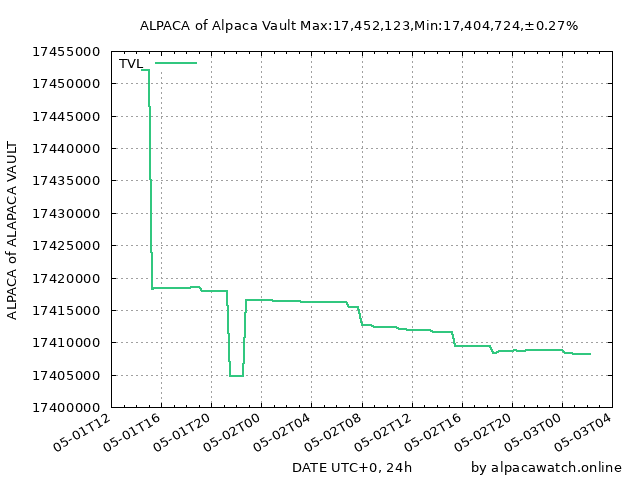 ALPACA of Alpaca Vault Max:17,452,123,Min:17,404,724,±0.27%
TVL
17455000
17450000
17445000
17440000
17435000
17430000
17425000
17420000
17415000
17410000
17405000
17400000
ALPACA of ALAPACA VAULT
05-01T12
05-01T16
05-01T20
05-02T00
05-02T04
05-02T08
05-02T12
05-02T16
05-02T20
05-03T00
05-03T04
DATE UTC+0, 24h
by alpacawatch.online